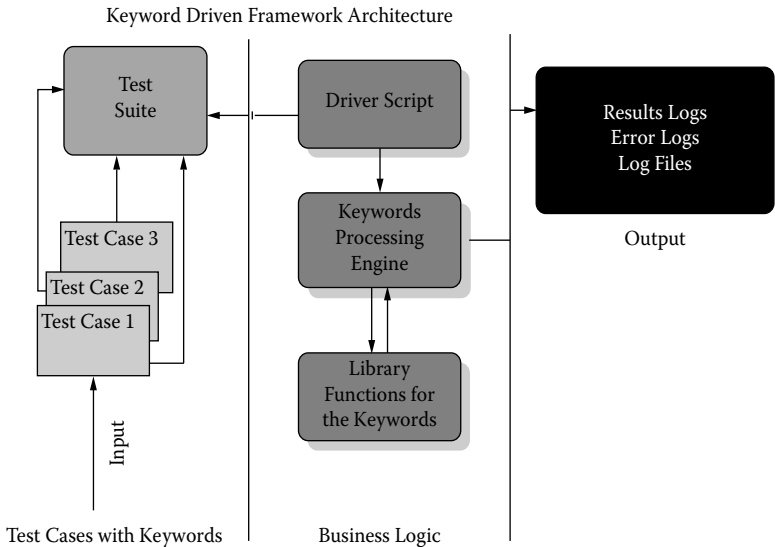 Keyword Driven Framework Architecture
Test
Suite
Test Case 3
Test Case 2
Test Case 1
Input
Test Cases with Keywords
Driver Script
Keywords
Processing
Engine
Library
Functions for
the Keywords
Business Logic
Results Logs
Error Logs
Log Files
Output